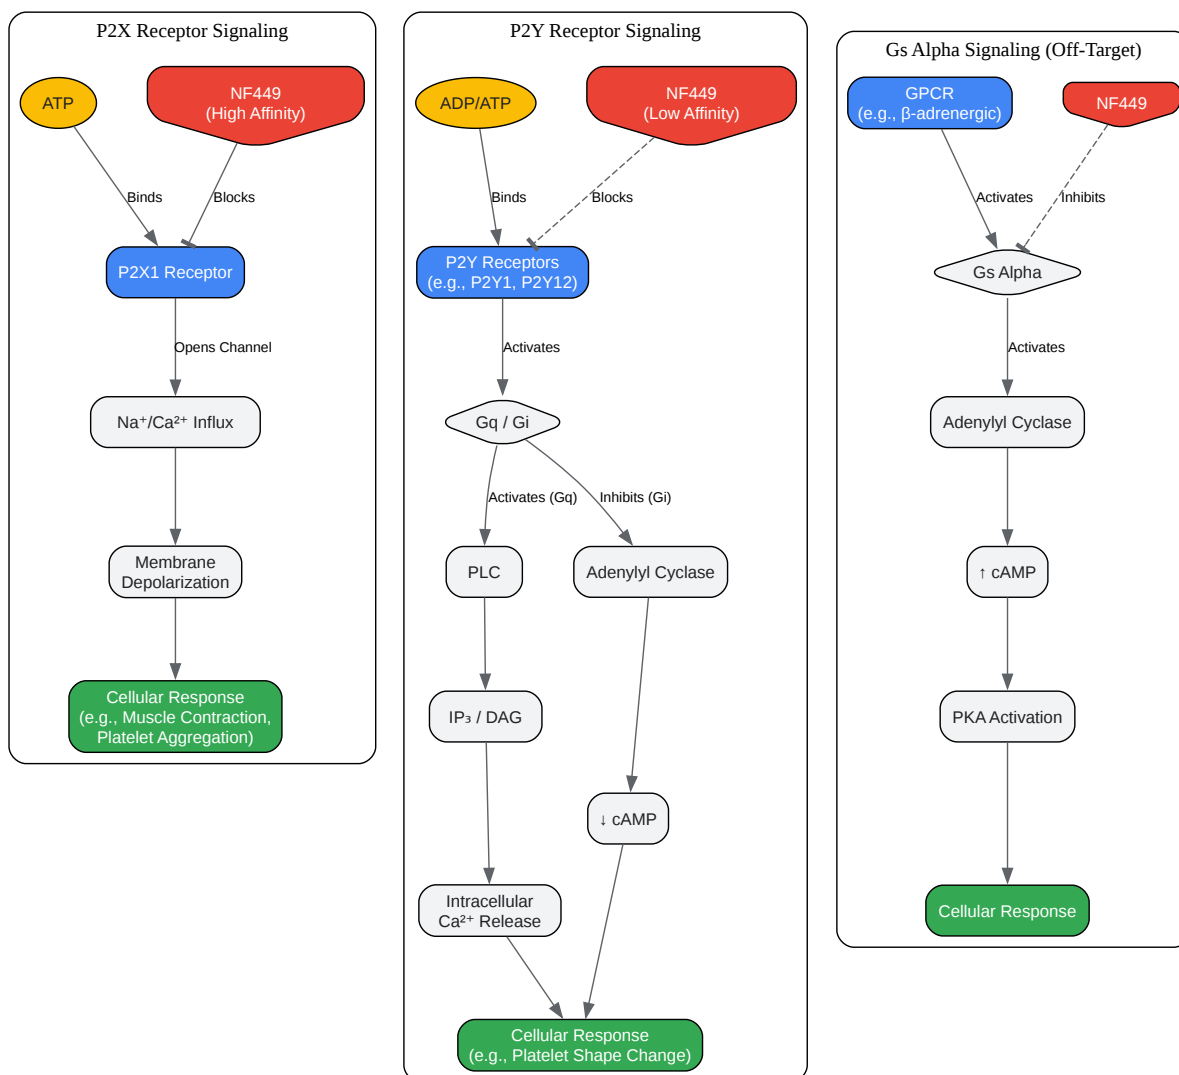 P2X Receptor Signaling
ATP
NF449
(High Affinity)
Binds
Blocks
P2X1 Receptor
Opens Channel
Na⁺/Ca²⁺ Influx
Membrane
Depolarization
Cellular Response
(e.g., Muscle Contraction,
Platelet Aggregation)
P2Y Receptor Signaling
ADP/ATP
NF449
(Low Affinity)
Binds
Blocks
P2Y Receptors
(e.g., P2Y1, P2Y12)
Activates
Gq / Gi
Activates (Gq)
Inhibits (Gi)
PLC
Adenylyl Cyclase
IP₃ / DAG
↓ cAMP
Intracellular
Ca²⁺ Release
Cellular Response
(e.g., Platelet Shape Change)
Gs Alpha Signaling (Off-Target)
GPCR
(e.g., β-adrenergic)
NF449
Activates
Inhibits
Gs Alpha
Activates
Adenylyl Cyclase
↑ cAMP
PKA Activation
Cellular Response